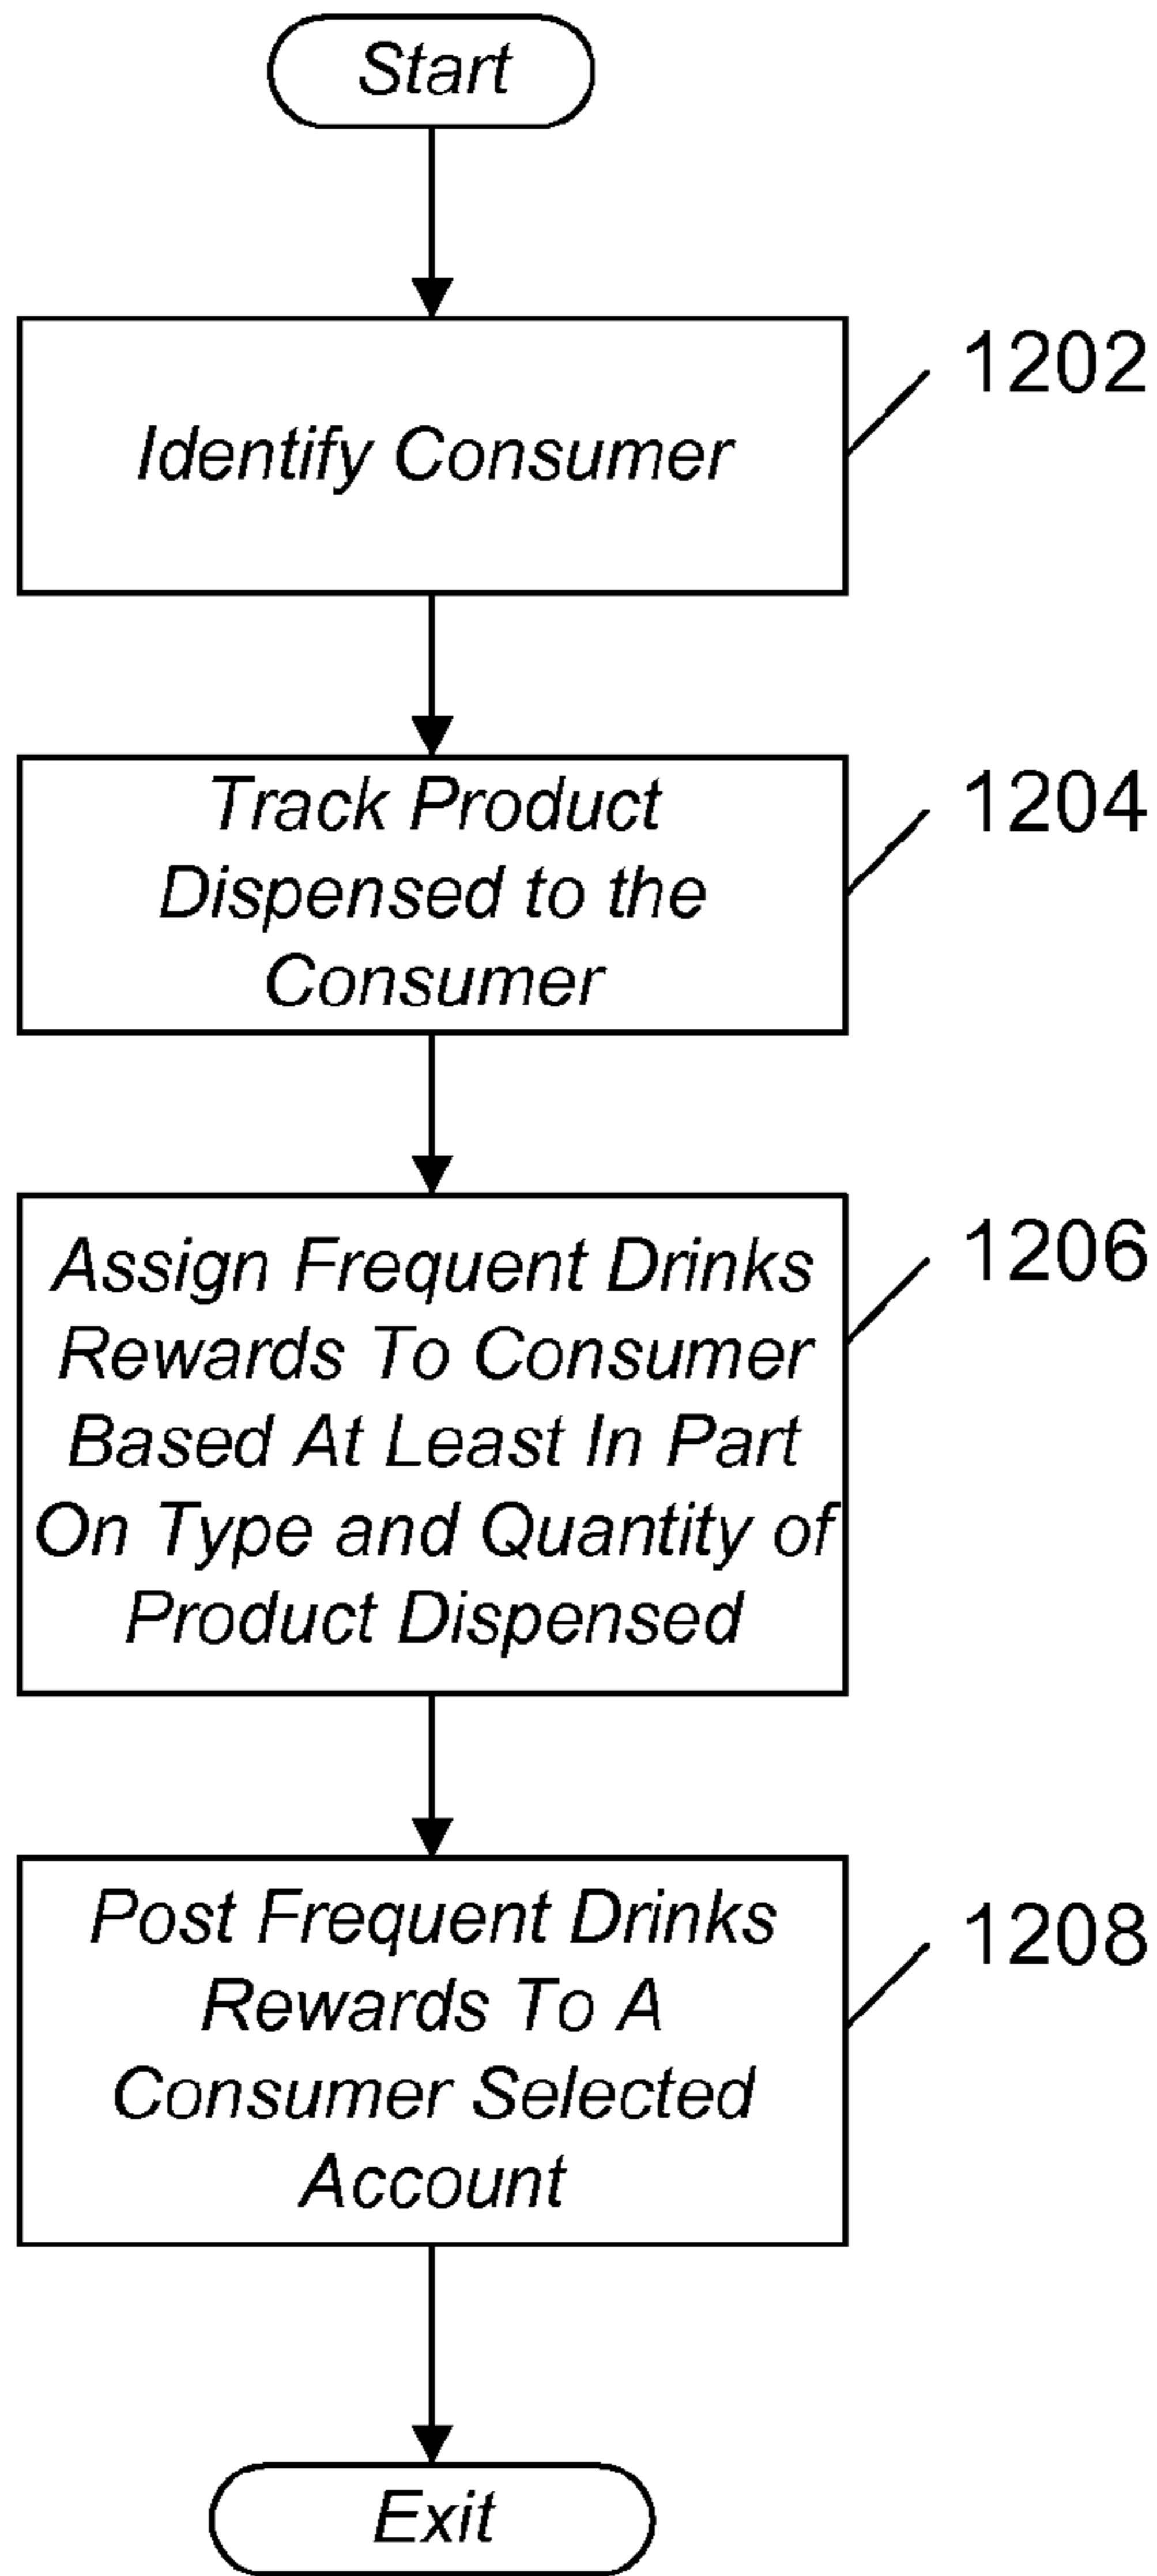 Start
1202
Identify Consumer
1204
Track Product
Dispensed to the
Consumer
1206
Assign Frequent Drinks
Rewards To Consumer
Based At Least In Part
On Type and Quantity of
Product Dispensed
1208
Post Frequent Drinks
Rewards To A
Consumer Selected
Account
Exit